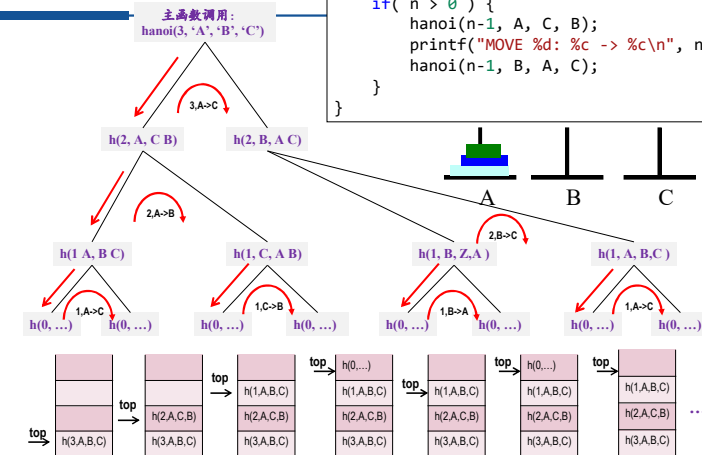 主函数调用:
hanoi(3, ‘A’, ‘B’, ‘C’)
if( n > 0 ) {
hanoi(n-1, A, C, B);
printf("MOVE %d: %c -> %c\n", n
hanoi(n-1, B, A, C);
}
}
3,A->C
h(2, A, C B)
h(2, B, A C)
A
B
C
2,A->B
2,B->C
h(1 A, B C)
h(1, C, A B)
h(1, B, Z,A )
h(1, A, B,C )
1,A->C
1,C->B
1,B->A
1,A->C
h(0, …)
h(0, …)
h(0, …)
h(0, …)
h(0, …)
h(0, …)
h(0, …)
h(0, …)
top
h(3,A,B,C)
top
h(2,A,C,B)
h(3,A,B,C)
top
h(1,A,B,C)
h(2,A,C,B)
h(3,A,B,C)
top
h(0,…)
h(1,A,B,C)
h(2,A,C,B)
h(3,A,B,C)
top
h(1,A,B,C)
h(2,A,C,B)
h(3,A,B,C)
top
h(0,…)
h(1,A,B,C)
h(2,A,C,B)
h(3,A,B,C)
top
h(1,A,B,C)
h(2,A,C,B)
h(3,A,B,C)
…